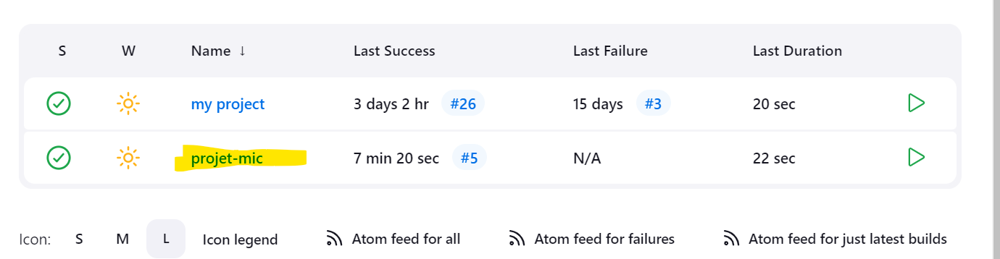 S W Name ↓ Last Success Last Failure Last Duration
my project 3 days 2 hr #26 15 days #3 20 sec
projet-mic 7 min 20 sec #5 N/A 22 sec
Icon: S M L Icon legend Atom feed for all Atom feed for failures Atom feed for just latest builds